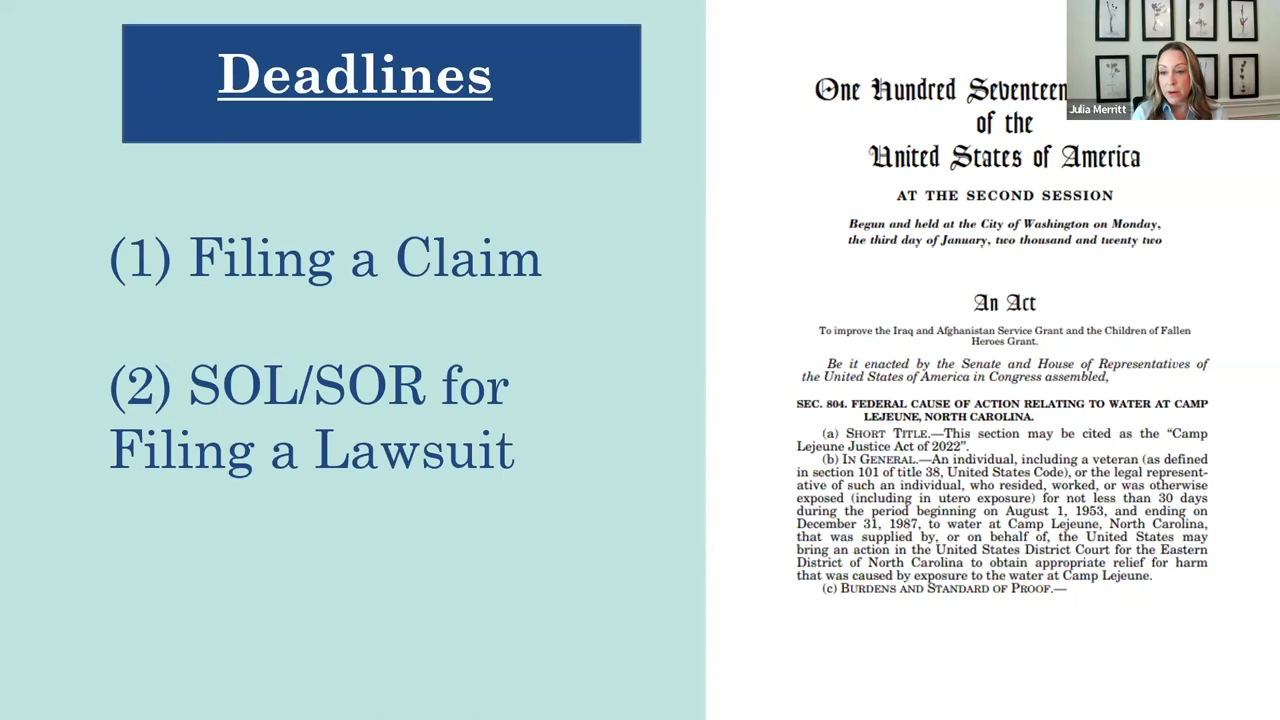 Deadlines
(1) Filing a Claim
(2) SOL/SOR for
Filing a Lawsuit
One Hundred Seventeen
of the
United States of America
AT THE SECOND SESSION
Begun and held at the City of Washington on Monday,
the third day of January, two thousand and twenty two
An Act
To improve the Iraq and Afghanistan Service Grant and the Children of Fallen
Heroes Grant.
Be it enacted by the Senate and House of Representatives of
the United States of America in Congress assembled,
SEC. 804. FEDERAL CAUSE OF ACTION RELATING TO WATER AT CAMP
LEJEUNE, NORTH CAROLINA.
(a) SHORT TITLE.—This section may be cited as the “Camp
Lejeune Justice Act of 2022”.
(b) IN GENERAL.—An individual, including a veteran (as defined
in section 101 of title 38, United States Code), or the legal represent-
ative of such an individual, who resided, worked, or was otherwise
exposed (including in utero exposure) for not less than 30 days
during the period beginning on August 1, 1953, and ending on
December 31, 1987, to water at Camp Lejeune, North Carolina,
that was supplied by, or on behalf of, the United States may
bring an action in the United States District Court for the Eastern
District of North Carolina to obtain appropriate relief for harm
that was caused by exposure to the water at Camp Lejeune.
(c) BURDENS AND STANDARD OF PROOF.—
Julia Merritt